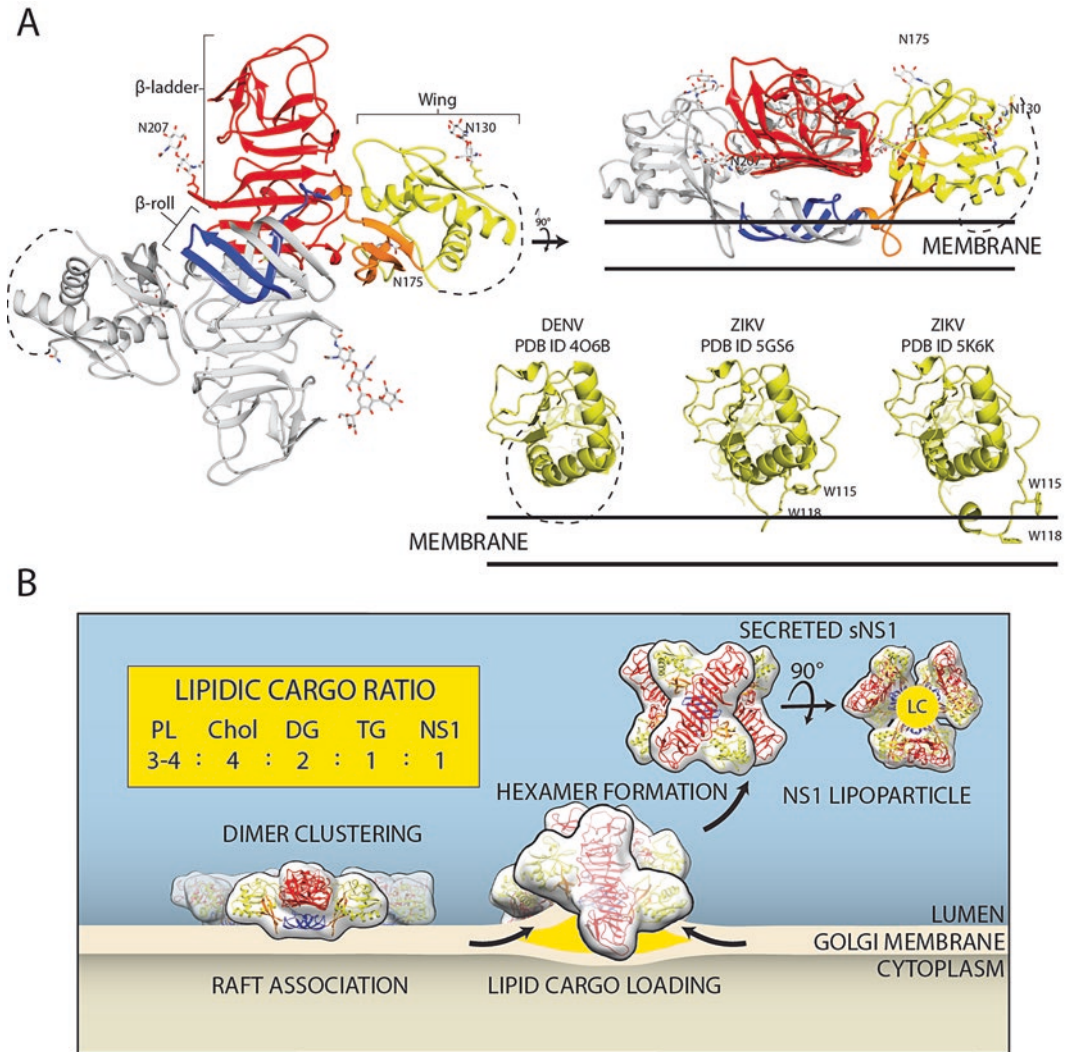 A
β-ladder
N207
β-roll
Wing
N130
N175
90°
N175
N130
N207
MEMBRANE
DENV
PDB ID 4O6B
ZIKV
PDB ID 5GS6
ZIKV
PDB ID 5K6K
W115
W118
W115
W118
MEMBRANE
B
LIPIDIC CARGO RATIO
PL Chol DG TG NS1
3-4 : 4 : 2 : 1 : 1
SECRETED sNS1
90°
LC
HEXAMER FORMATION
NS1 LIPOPARTICLE
DIMER CLUSTERING
LUMEN
GOLGI MEMBRANE
CYTOPLASM
RAFT ASSOCIATION
LIPID CARGO LOADING